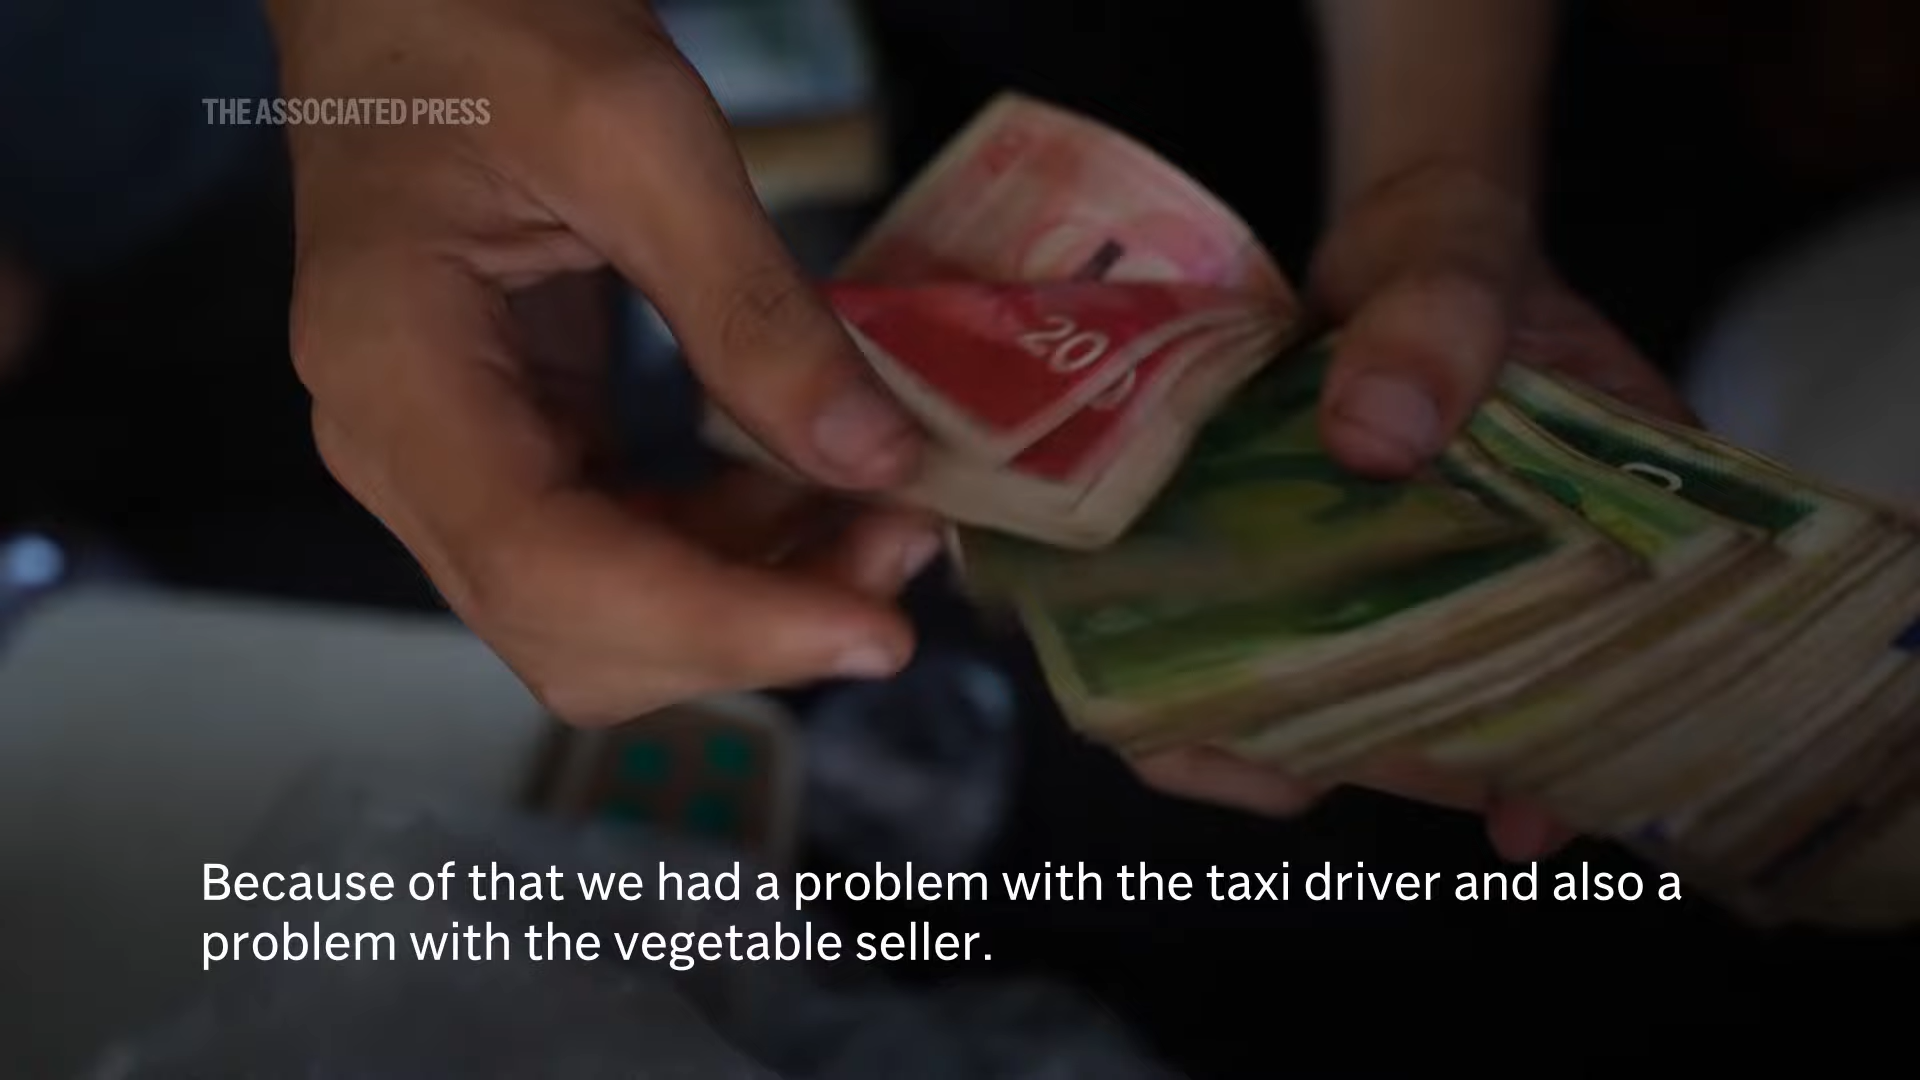 THE ASSOCIATED PRESS
20
Because of that we had a problem with the taxi driver and also a
problem with the vegetable seller.